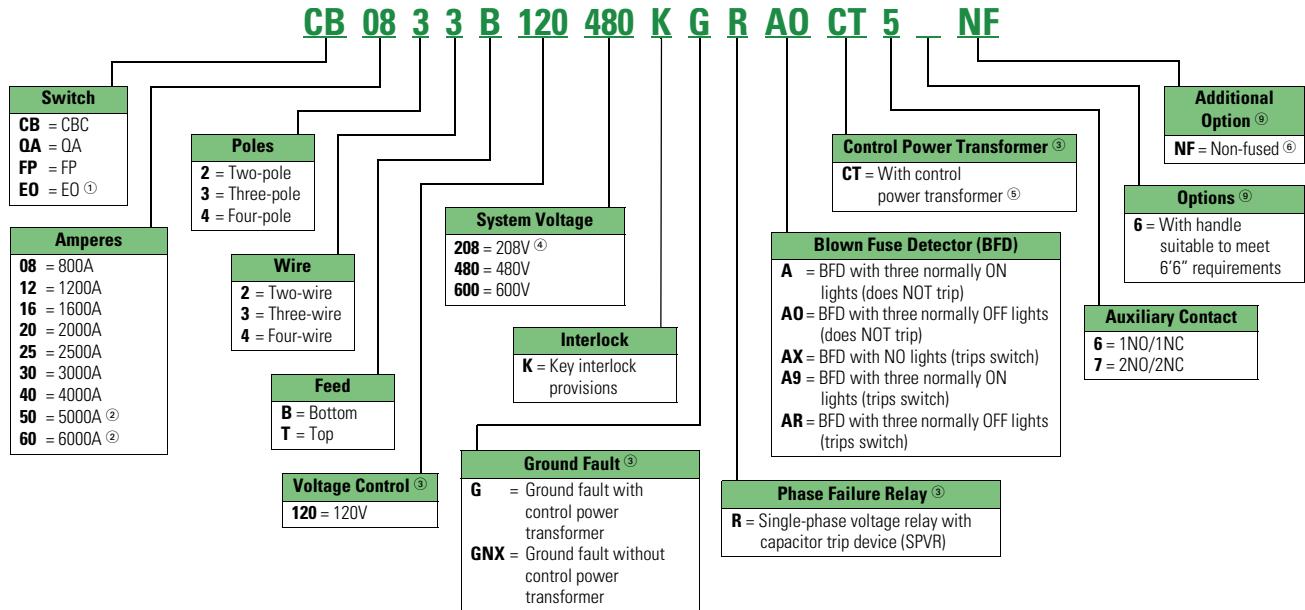 CB 08 3 3 B 120 480 K G R AO CT 5 _ NF
Switch
CB = CBC
QA = QA
FP = FP
EO = EO ①
Amperes
08 = 800A
12 = 1200A
16 = 1600A
20 = 2000A
25 = 2500A
30 = 3000A
40 = 4000A
50 = 5000A ②
60 = 6000A ②
Poles
2 = Two-pole
3 = Three-pole
4 = Four-pole
Wire
2 = Two-wire
3 = Three-wire
4 = Four-wire
Feed
B = Bottom
T = Top
Voltage Control ③
120 = 120V
System Voltage
208 = 208V ④
480 = 480V
600 = 600V
Interlock
K = Key interlock
provisions
Ground Fault ③
G = Ground fault with
control power
transformer
GNX = Ground fault without
control power
transformer
Phase Failure Relay ③
R = Single-phase voltage relay with
capacitor trip device (SPVR)
Blown Fuse Detector (BFD)
A = BFD with three normally ON
lights (does NOT trip)
AO = BFD with three normally OFF lights
(does NOT trip)
AX = BFD with NO lights (trips switch)
A9 = BFD with three normally ON
lights (trips switch)
AR = BFD with three normally OFF lights
(trips switch)
Control Power Transformer ③
CT = With control
power transformer ⑤
Auxiliary Contact
6 = 1NO/1NC
7 = 2NO/2NC
Options ⑨
6 = With handle
suitable to meet
6'6" requirements
Additional
Option ⑨
NF = Non-fused ⑥